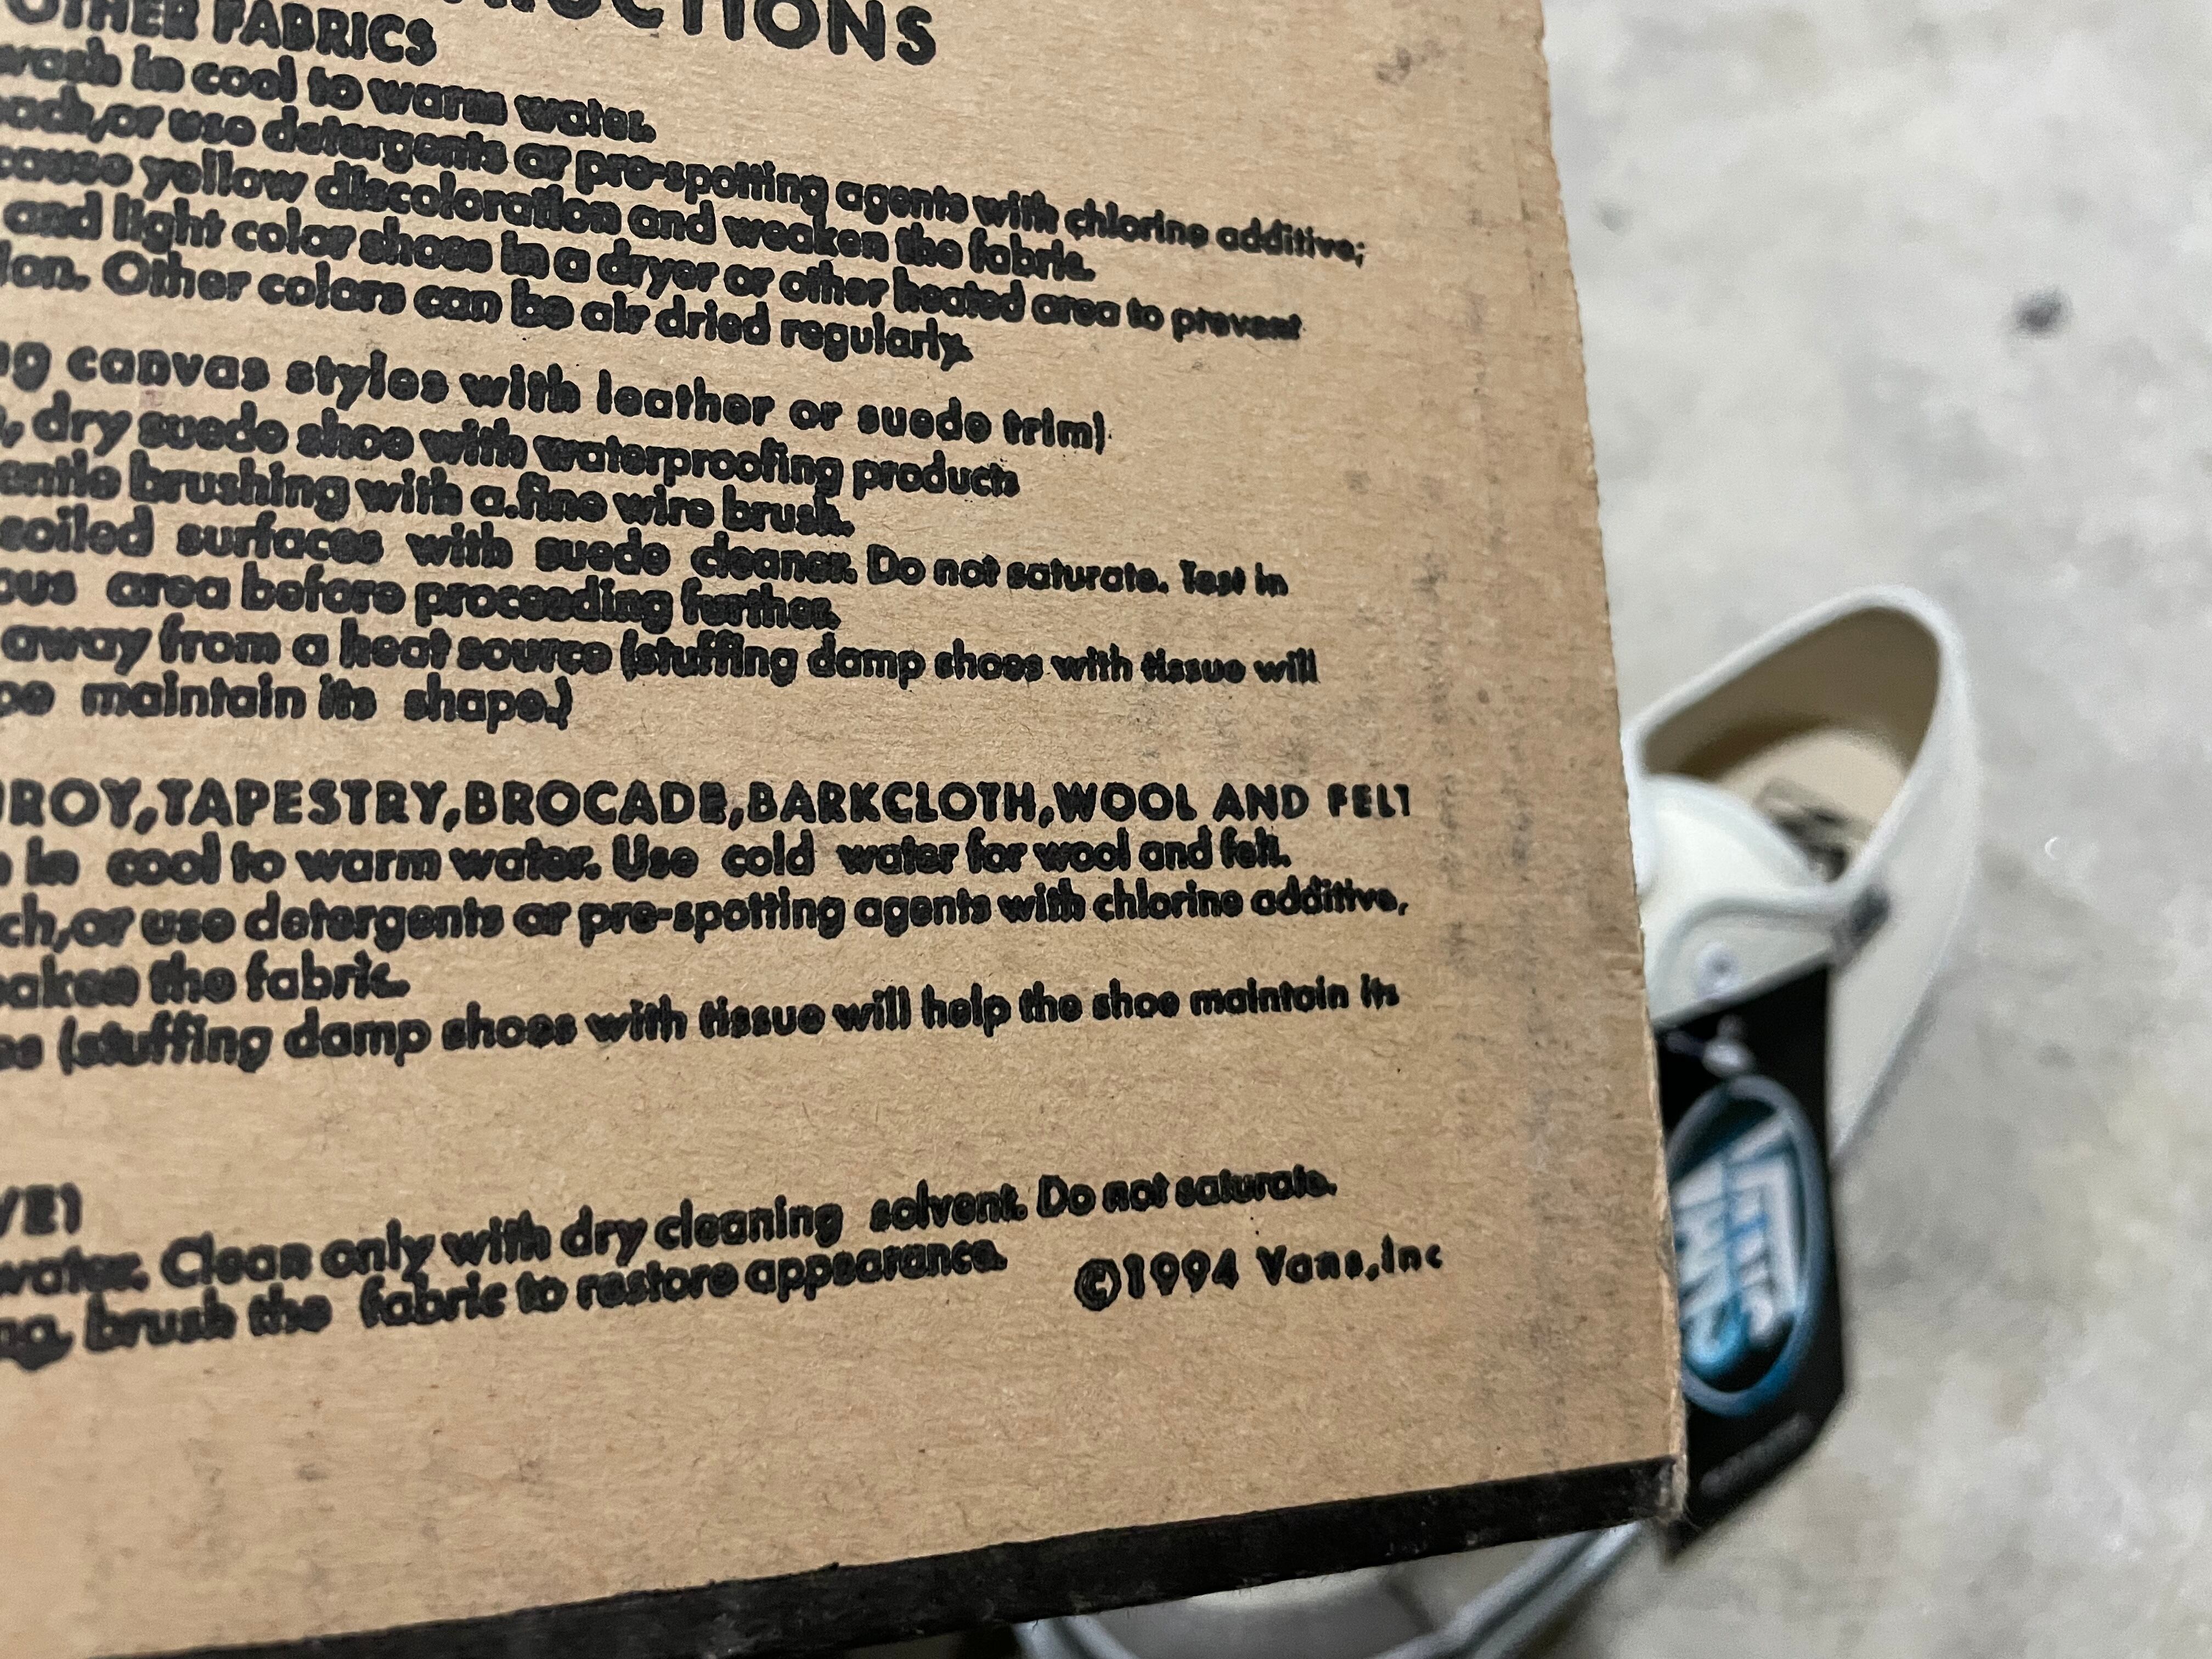 CTIONS
OTHER FABRICS
wash in cool to warm water.
or use detergents or pre-spotting agents with chlorine additive;
cause yellow discoloration and weaken the fabric.
and light color shoes in a dryer or other heated area to prevent
ion. Other colors can be air dried regularly.
ng canvas styles with leather or suede trim)
dry suede shoe with waterproofing products
entle brushing with a fine wire brush.
soiled surfaces with suede cleaner. Do not saturate. Test in
ous area before proceeding further.
away from a heat source (stuffing damp shoes with tissue will
pe maintain its shape.)
ROY,TAPESTRY,BROCADE,BARKCLOTH,WOOL AND FELT
in cool to warm water. Use cold water for wool and felt.
ch,or use detergents or pre-spotting agents with chlorine additive,
eaken the fabric.
es (stuffing damp shoes with tissue will help the shoe maintain its
VET
water. Clean only with dry cleaning solvent. Do not saturate.
ng, brush the fabric to restore appearance.
©1994 Vans,Inc